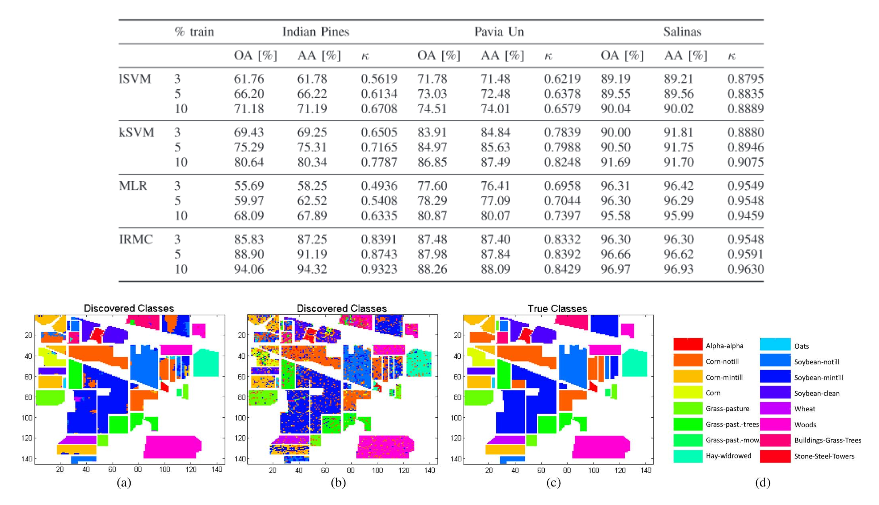 % train Indian Pines Pavia Un Salinas
OA [%] AA [%] κ OA [%] AA [%] κ OA [%] AA [%] κ
lSVM 3 61.76 61.78 0.5619 71.78 71.48 0.6219 89.19 89.21 0.8795
5 66.20 66.22 0.6134 73.03 72.48 0.6378 89.55 89.56 0.8835
10 71.18 71.19 0.6708 74.51 74.01 0.6579 90.04 90.02 0.8889
kSVM 3 69.43 69.25 0.6505 83.91 84.84 0.7839 90.00 91.81 0.8880
5 75.29 75.31 0.7165 84.97 85.63 0.7988 90.50 91.75 0.8946
10 80.64 80.34 0.7787 86.85 87.49 0.8248 91.69 91.70 0.9075
MLR 3 55.69 58.25 0.4936 77.60 76.41 0.6958 96.31 96.42 0.9549
5 59.97 62.52 0.5408 78.29 77.09 0.7044 96.30 96.29 0.9548
10 68.09 67.89 0.6335 80.87 80.07 0.7397 95.58 95.99 0.9459
IRMC 3 85.83 87.25 0.8391 87.48 87.40 0.8332 96.30 96.30 0.9548
5 88.90 91.19 0.8743 87.98 87.84 0.8392 96.66 96.62 0.9591
10 94.06 94.32 0.9323 88.26 88.09 0.8429 96.97 96.93 0.9630
Discovered Classes Discovered Classes True Classes
20 20 20
40 40 40
60 60 60
80 80 80
100 100 100
120 120 120
140 140 140
20 40 60 80 100 120 140 20 40 60 80 100 120 140 20 40 60 80 100 120 140
Alpha-alpha Oats
Corn-notill Soybean-notill
Corn-mintill Soybean-mintill
Corn Soybean-clean
Grass-pasture Wheat
Grass-past.-trees Woods
Grass-past.-mow Buildings-Grass-Trees
Hay-widrowed Stone-Steel-Towers
(a) (b) (c) (d)